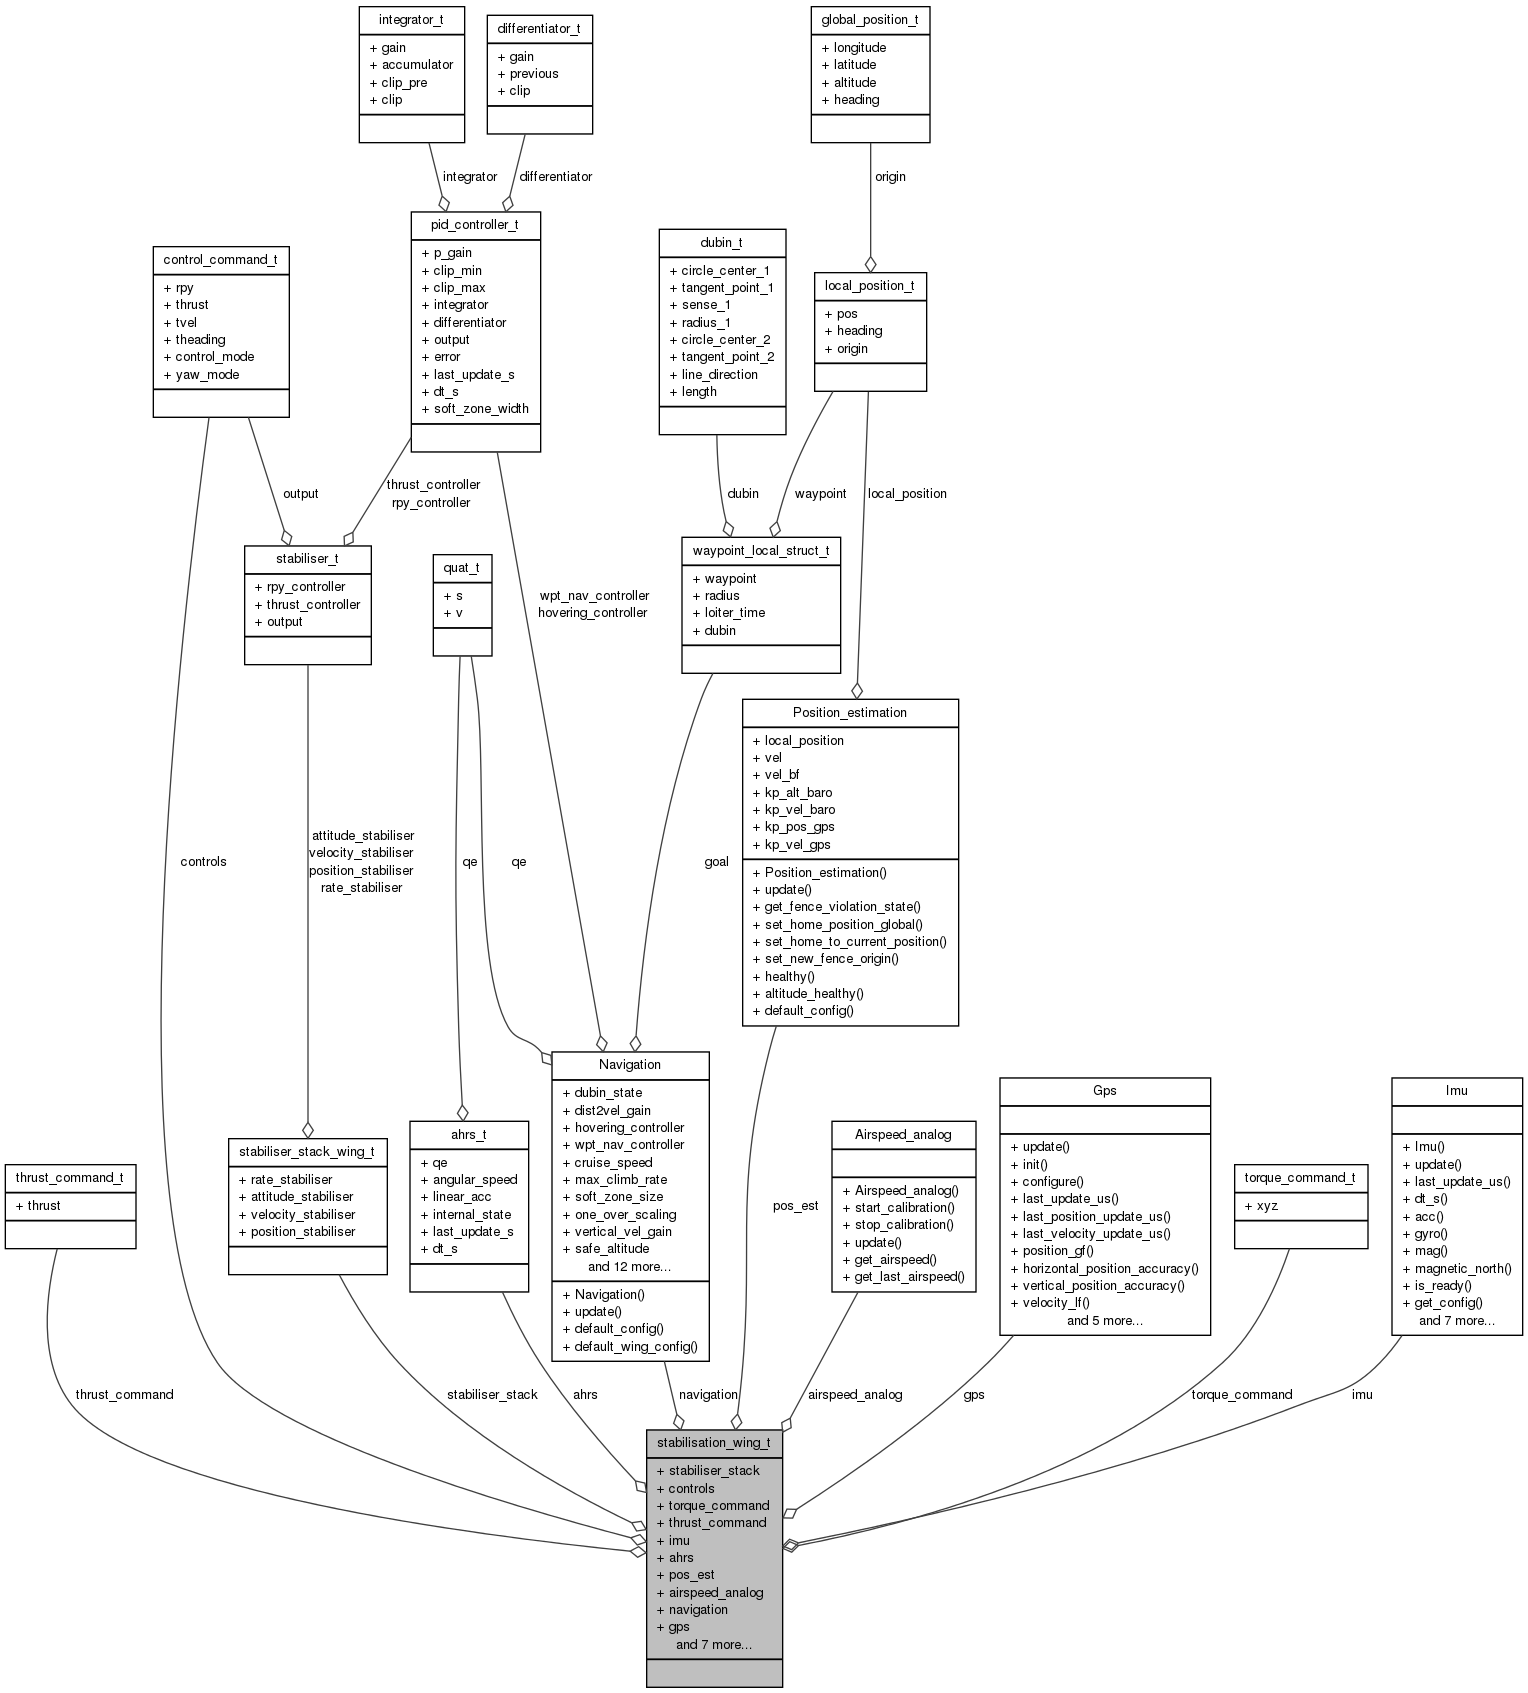 integrator_t
+ gain
+ accumulator
+ clip_pre
+ clip
differentiator_t
+ gain
+ previous
+ clip
global_position_t
+ longitude
+ latitude
+ altitude
+ heading
integrator
differentiator
origin
pid_controller_t
+ p_gain
+ clip_min
+ clip_max
+ integrator
+ differentiator
+ output
+ error
+ last_update_s
+ dt_s
+ soft_zone_width
control_command_t
+ rpy
+ thrust
+ tvel
+ theading
+ control_mode
+ yaw_mode
dubin_t
+ circle_center_1
+ tangent_point_1
+ sense_1
+ radius_1
+ circle_center_2
+ tangent_point_2
+ line_direction
+ length
local_position_t
+ pos
+ heading
+ origin
output
thrust_controller
rpy_controller
dubin
waypoint
local_position
stabiliser_t
+ rpy_controller
+ thrust_controller
+ output
quat_t
+ s
+ v
wpt_nav_controller
hovering_controller
waypoint_local_struct_t
+ waypoint
+ radius
+ loiter_time
+ dubin
Position_estimation
+ local_position
+ vel
+ vel_bf
+ kp_alt_baro
+ kp_vel_baro
+ kp_pos_gps
+ kp_vel_gps
+ Position_estimation()
+ update()
+ get_fence_violation_state()
+ set_home_position_global()
+ set_home_to_current_position()
+ set_new_fence_origin()
+ healthy()
+ altitude_healthy()
+ default_config()
controls
attitude_stabiliser
velocity_stabiliser
position_stabiliser
rate_stabiliser
qe
qe
goal
thrust_command_t
+ thrust
stabiliser_stack_wing_t
+ rate_stabiliser
+ attitude_stabiliser
+ velocity_stabiliser
+ position_stabiliser
ahrs_t
+ qe
+ angular_speed
+ linear_acc
+ internal_state
+ last_update_s
+ dt_s
Navigation
+ dubin_state
+ dist2vel_gain
+ hovering_controller
+ wpt_nav_controller
+ cruise_speed
+ max_climb_rate
+ soft_zone_size
+ one_over_scaling
+ vertical_vel_gain
+ safe_altitude
and 12 more...
+ Navigation()
+ update()
+ default_config()
+ default_wing_config()
pos_est
Airspeed_analog
+ Airspeed_analog()
+ start_calibration()
+ stop_calibration()
+ update()
+ get_airspeed()
+ get_last_airspeed()
Gps
+ update()
+ init()
+ configure()
+ last_update_us()
+ last_position_update_us()
+ last_velocity_update_us()
+ position_gf()
+ horizontal_position_accuracy()
+ vertical_position_accuracy()
+ velocity_lf()
and 5 more...
torque_command_t
+ xyz
Imu
+ Imu()
+ update()
+ last_update_us()
+ dt_s()
+ acc()
+ gyro()
+ mag()
+ magnetic_north()
+ is_ready()
+ get_config()
and 7 more...
thrust_command
stabiliser_stack
ahrs
navigation
airspeed_analog
gps
torque_command
imu
stabilisation_wing_t
+ stabiliser_stack
+ controls
+ torque_command
+ thrust_command
+ imu
+ ahrs
+ pos_est
+ airspeed_analog
+ navigation
+ gps
and 7 more...